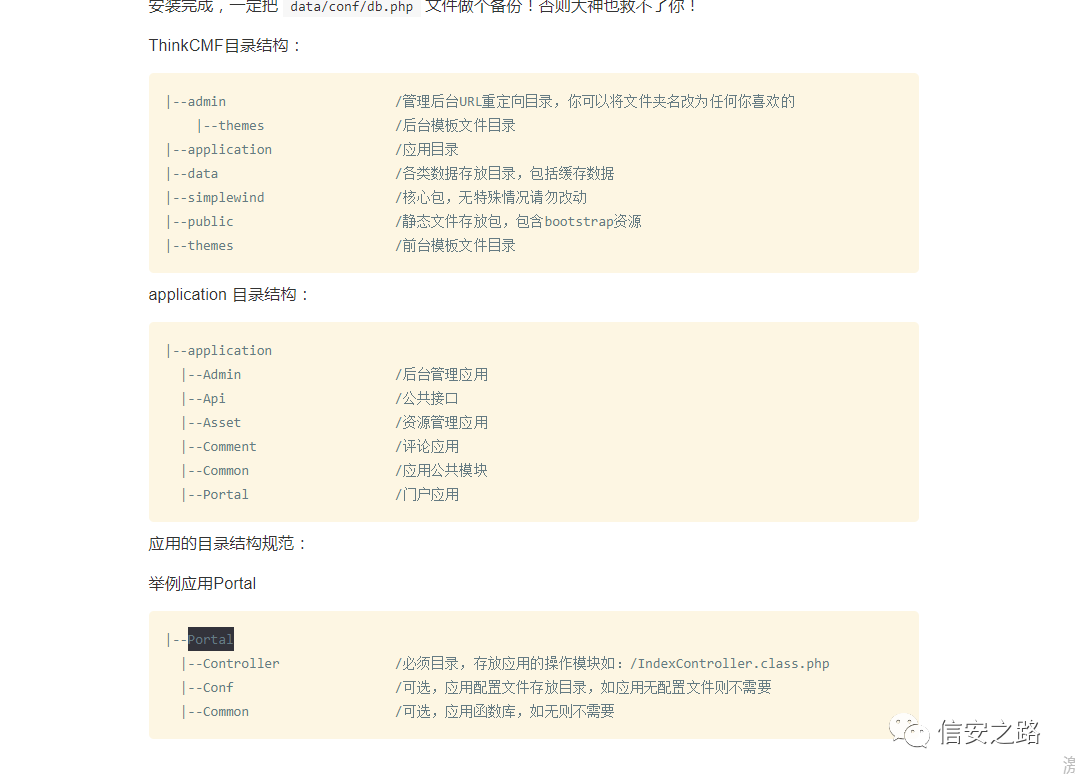 安装完成，一定把 data/conf/db.php 文件做个备份！否则大神也救不了你！
ThinkCMF目录结构：
|--admin /管理后台URL重定向目录，你可以将文件夹名改为任何你喜欢的
|--themes /后台模板文件目录
|--application /应用目录
|--data /各类数据存放目录，包括缓存数据
|--simplewind /核心包，无特殊情况请勿改动
|--public /静态文件存放包，包含bootstrap资源
|--themes /前台模板文件目录
application 目录结构：
|--application
|--Admin /后台管理应用
|--Api /公共接口
|--Asset /资源管理应用
|--Comment /评论应用
|--Common /应用公共模块
|--Portal /门户应用
应用的目录结构规范：
举例应用Portal
|--Portal
|--Controller /必须目录，存放应用的操作模块如：/IndexController.class.php
|--Conf /可选，应用配置文件存放目录，如应用无配置文件则不需要
|--Common /可选，应用函数库，如无则不需要
信安之路